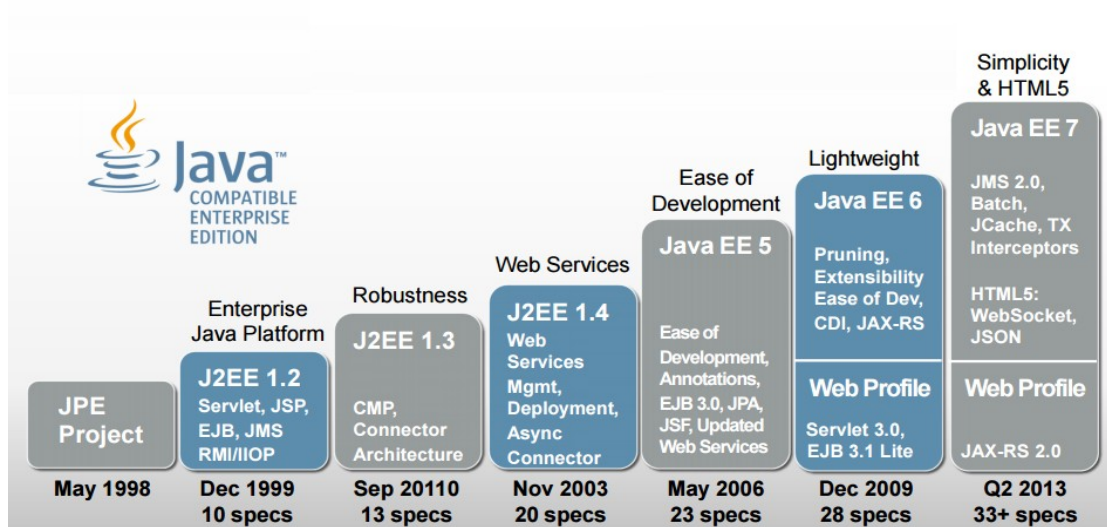 Java™
COMPATIBLE
ENTERPRISE
EDITION
JPE
Project
May 1998
Enterprise
Java Platform
J2EE 1.2
Servlet, JSP,
EJB, JMS
RMI/IIOP
Dec 1999
10 specs
Robustness
J2EE 1.3
CMP,
Connector
Architecture
Sep 20110
13 specs
Web Services
J2EE 1.4
Web
Services
Mgmt,
Deployment,
Async
Connector
Nov 2003
20 specs
Ease of
Development
Java EE 5
Ease of
Development,
Annotations,
EJB 3.0, JPA,
JSF, Updated
Web Services
May 2006
23 specs
Lightweight
Java EE 6
Pruning,
Extensibility
Ease of Dev,
CDI, JAX-RS
Web Profile
Servlet 3.0,
EJB 3.1 Lite
Dec 2009
28 specs
Simplicity
& HTML5
Java EE 7
JMS 2.0,
Batch,
JCache, TX
Interceptors
HTML5:
WebSocket,
JSON
Web Profile
JAX-RS 2.0
Q2 2013
33+ specs